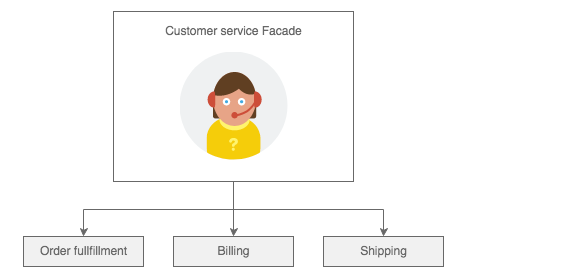 Customer service Facade
?
Order fullfillment
Billing
Shipping